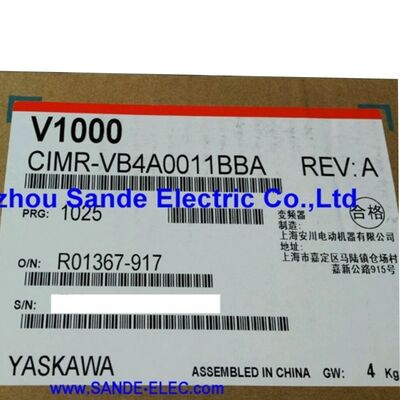 V1000
CIMR-VB4A0011BBA REV: A
zhou Sande Electric Co.,Ltd
PRG: 1025
变频器
制造:
上海安川电动机器有限公司
地址:
上海市嘉定区马陆镇仓场村
嘉新公路915号
合格
O/N: R01367-917
S/N:
YASKAWA ASSEMBLED IN CHINA GW: 4 Kg
www.SANDE-ELEC.com